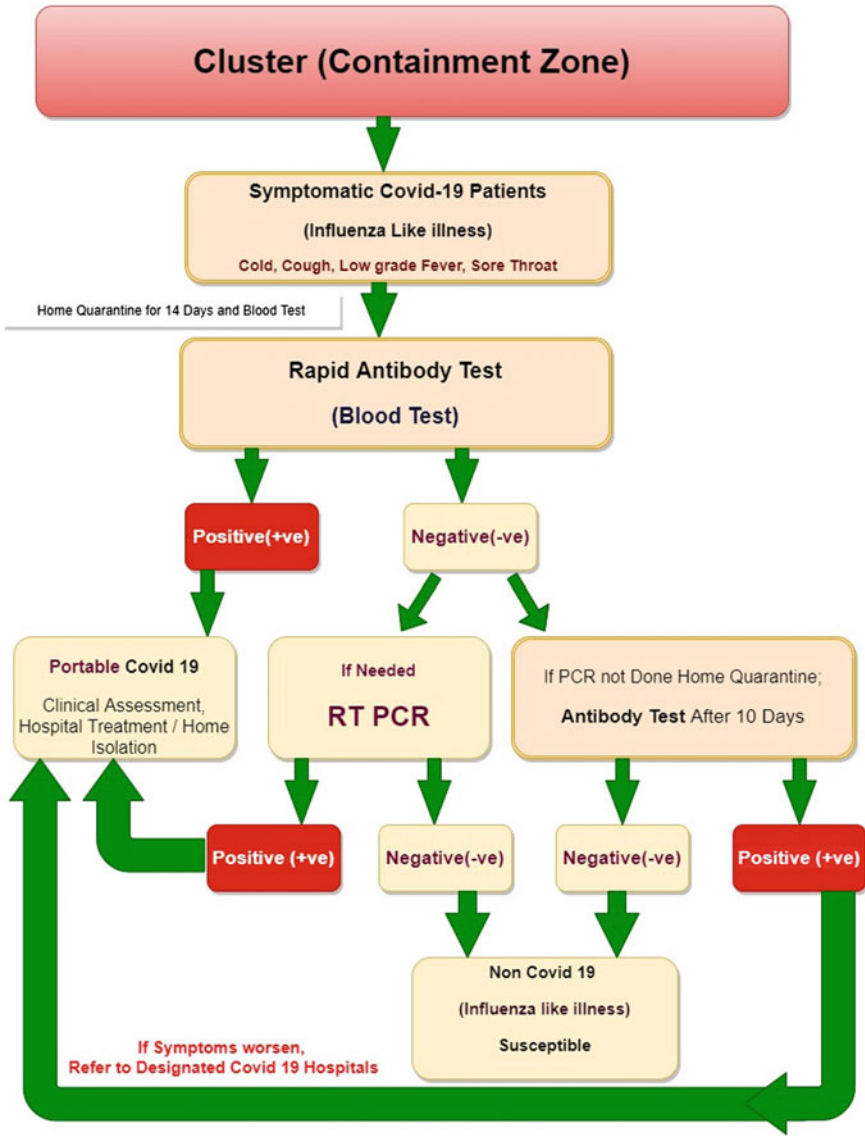 Cluster (Containment Zone)
Symptomatic Covid-19 Patients
(Influenza Like illness)
Cold, Cough, Low grade Fever, Sore Throat
Home Quarantine for 14 Days and Blood Test
Rapid Antibody Test
(Blood Test)
Positive(+ve)
Negative(-ve)
Portable Covid 19
Clinical Assessment,
Hospital Treatment / Home
Isolation
If Needed
RT PCR
If PCR not Done Home Quarantine;
Antibody Test After 10 Days
Positive (+ve)
Negative(-ve)
Negative(-ve)
Positive (+ve)
Non Covid 19
(Influenza like illness)
Susceptible
If Symptoms worsen,
Refer to Designated Covid 19 Hospitals